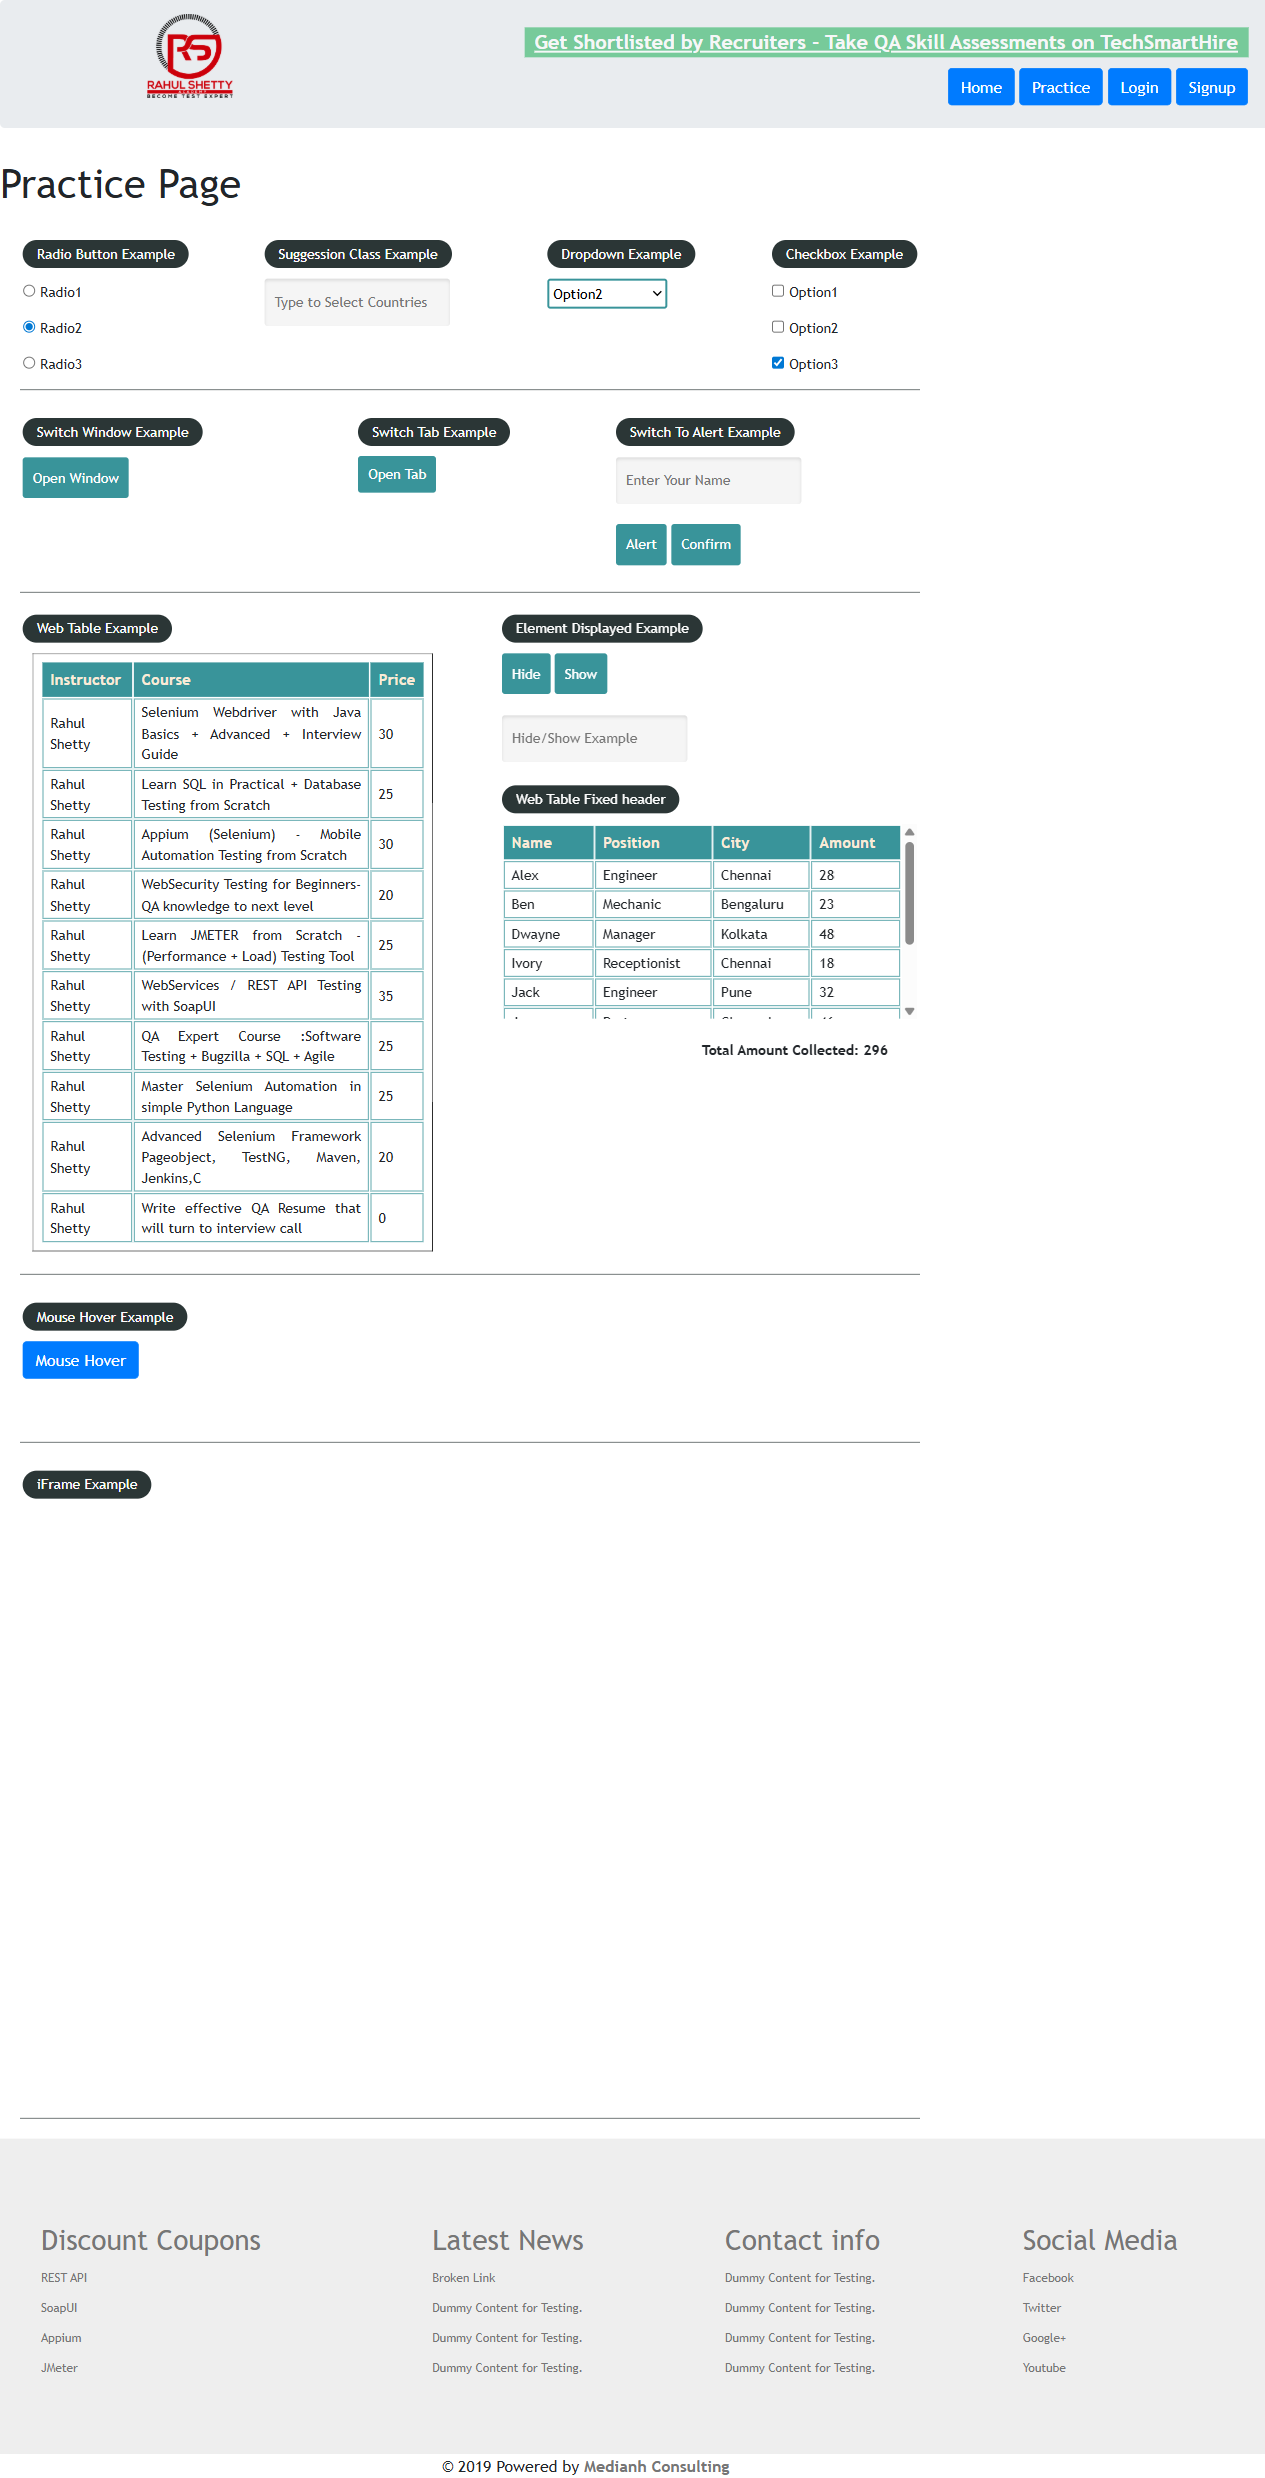 RAHUL SHETTY
ACADEMY
BECOME TEST EXPERT
Get Shortlisted by Recruiters - Take QA Skill Assessments on TechSmartHire
Home Practice Login Signup
Practice Page
Radio Button Example
Radio1
Radio2
Radio3
Suggession Class Example
Type to Select Countries
Dropdown Example
Option2
Checkbox Example
Option1
Option2
Option3
Switch Window Example
Open Window
Switch Tab Example
Open Tab
Switch To Alert Example
Enter Your Name
Alert Confirm
Web Table Example
Instructor Course Price
Rahul Shetty Selenium Webdriver with Java Basics + Advanced + Interview Guide 30
Rahul Shetty Learn SQL in Practical + Database Testing from Scratch 25
Rahul Shetty Appium (Selenium) - Mobile Automation Testing from Scratch 30
Rahul Shetty WebSecurity Testing for Beginners-QA knowledge to next level 20
Rahul Shetty Learn JMETER from Scratch - (Performance + Load) Testing Tool 25
Rahul Shetty WebServices / REST API Testing with SoapUI 35
Rahul Shetty QA Expert Course :Software Testing + Bugzilla + SQL + Agile 25
Rahul Shetty Master Selenium Automation in simple Python Language 25
Rahul Shetty Advanced Selenium Framework Pageobject, TestNG, Maven, Jenkins,C 20
Rahul Shetty Write effective QA Resume that will turn to interview call 0
Element Displayed Example
Hide Show
Hide/Show Example
Web Table Fixed header
Name Position City Amount
Alex Engineer Chennai 28
Ben Mechanic Bengaluru 23
Dwayne Manager Kolkata 48
Ivory Receptionist Chennai 18
Jack Engineer Pune 32
Total Amount Collected: 296
Mouse Hover Example
Mouse Hover
iFrame Example
Discount Coupons
REST API
SoapUI
Appium
JMeter
Latest News
Broken Link
Dummy Content for Testing.
Dummy Content for Testing.
Dummy Content for Testing.
Contact info
Dummy Content for Testing.
Dummy Content for Testing.
Dummy Content for Testing.
Dummy Content for Testing.
Social Media
Facebook
Twitter
Google+
Youtube
© 2019 Powered by Medianh Consulting